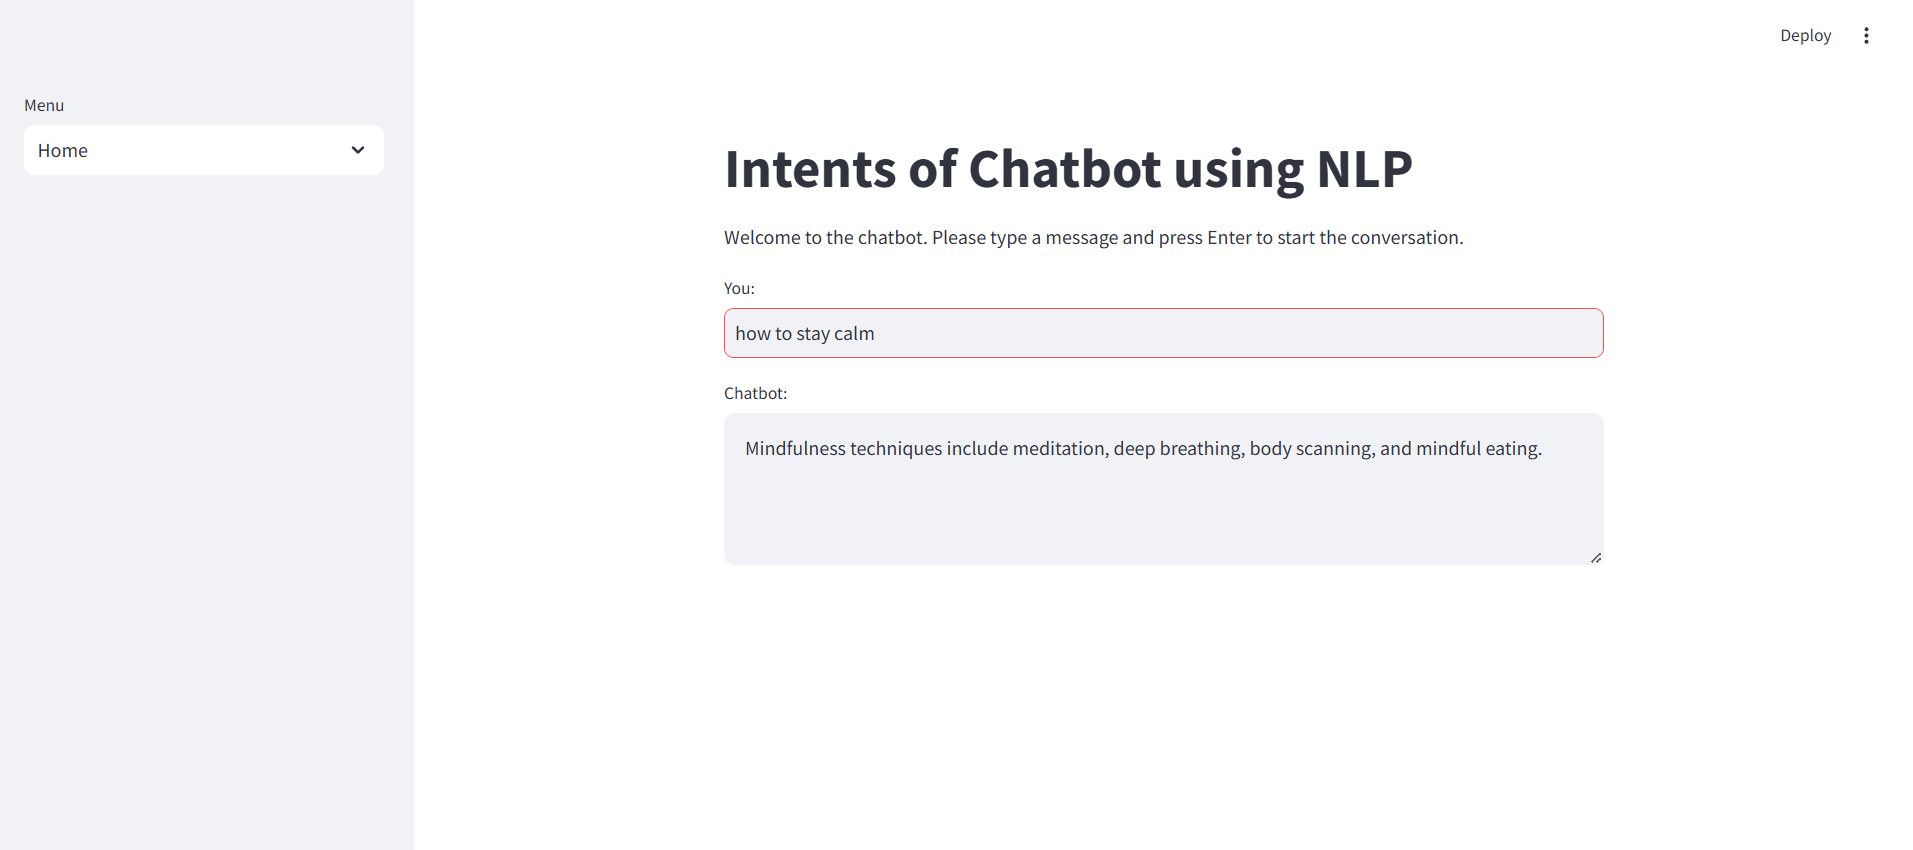 Deploy
Menu
Home
Intents of Chatbot using NLP
Welcome to the chatbot. Please type a message and press Enter to start the conversation.
You:
how to stay calm
Chatbot:
Mindfulness techniques include meditation, deep breathing, body scanning, and mindful eating.